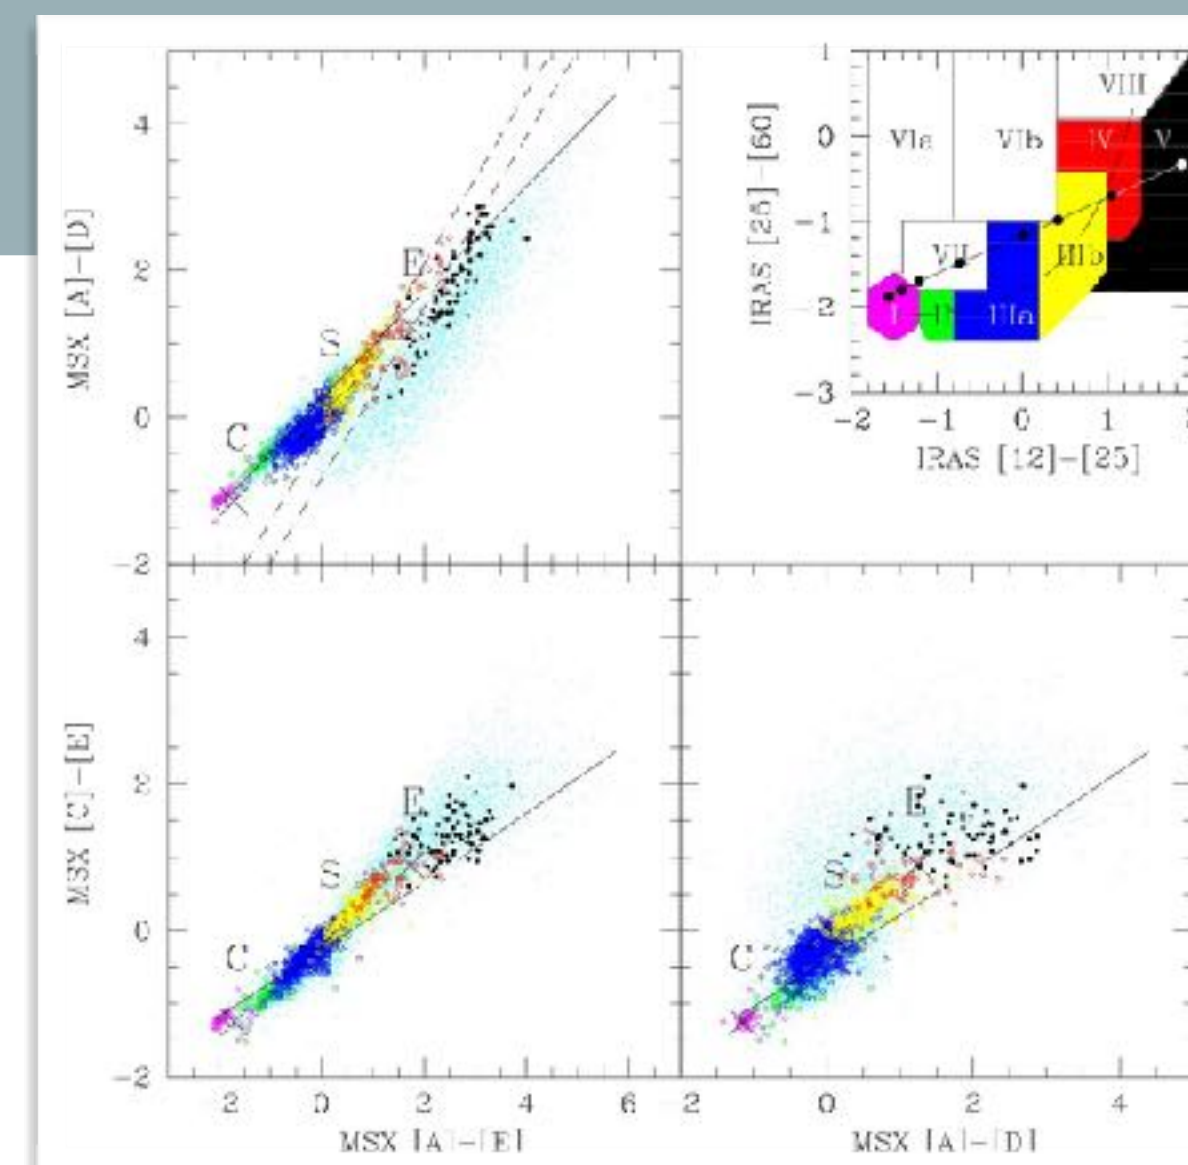 4
2
0
-2
MSX [A]-[D]
E
S
C
1
0
-1
-2
-3
IRAS [25]-[60]
VIa
VIb
VIII
IV
V
VII
IIIb
I
II
IIIa
-2
-1
0
1
IRAS [12]-[25]
4
2
0
-2
MSX [C]-[E]
E
S
C
2
0
2
4
6
MSX [A]-[E]
E
S
C
2
0
2
4
MSX [A]-[D]